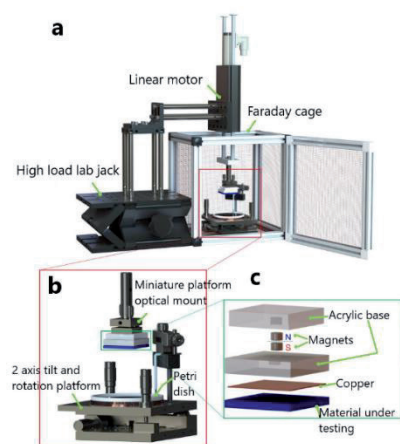 a
Linear motor
Faraday cage
High load lab jack
b
Miniature platform
optical mount
2 axis tilt and
rotation platform
Petri
dish
c
Acrylic base
N
Magnets
S
Copper
Material under
testing